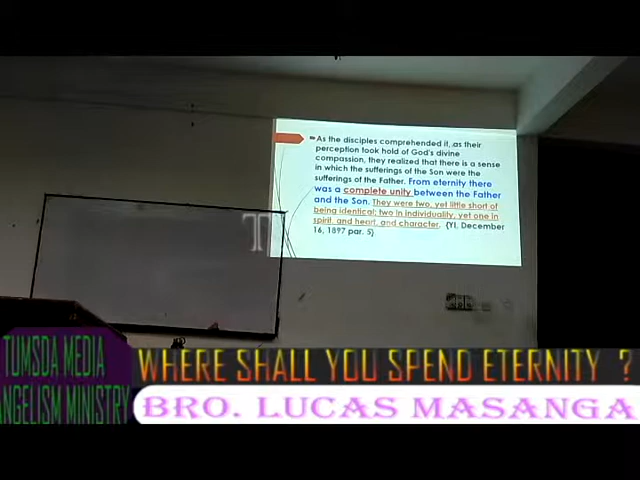 As the disciples comprehended it, as their
perception took hold of God's divine
compassion, they realized that there is a sense
in which the sufferings of the Son were the
sufferings of the Father. From eternity there
was a complete unity between the Father
and the Son. They were two, yet little short of
being identical; two in individuality, yet one in
spirit, and heart, and character. (YI, December
16, 1897 par. 5)
T
TUMSDA MEDIA
ANGELISM MINISTRY
WHERE SHALL YOU SPEND ETERNITY ?
BRO. LUCAS MASANGA